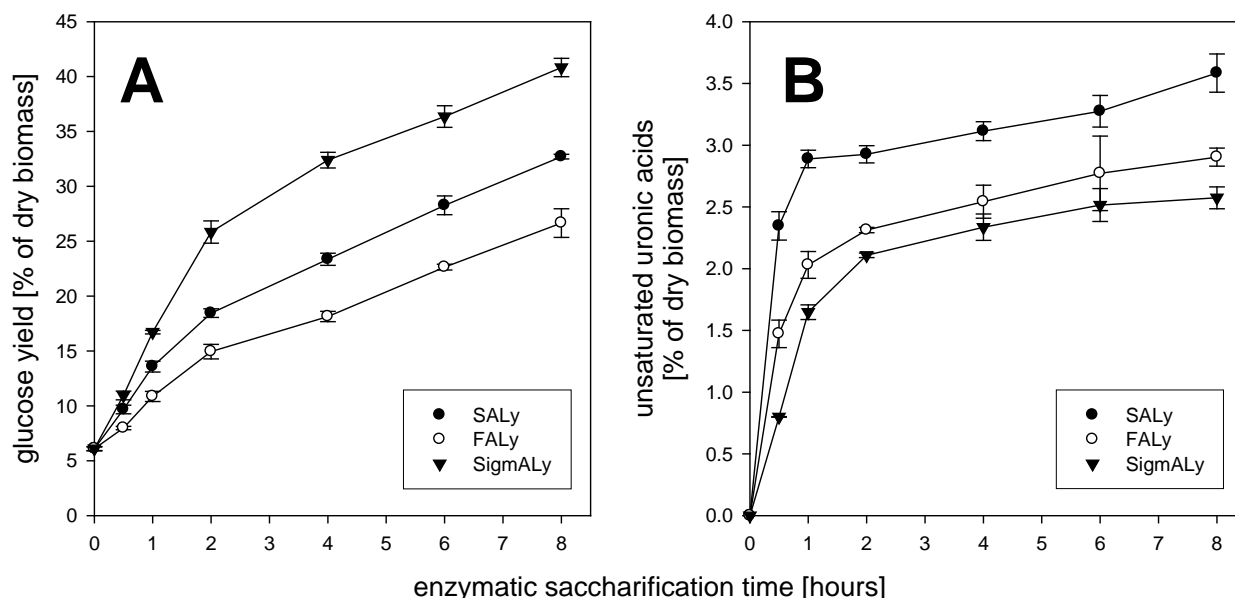 A
glucose yield [% of dry biomass]
45
40
35
30
25
20
15
10
5
0
0 1 2 3 4 5 6 7 8
SALy
FALy
SigmALy
B
unsaturated uronic acids
[% of dry biomass]
3.5
3.0
2.5
2.0
1.5
1.0
0.5
0.0
0 1 2 3 4 5 6 7 8
SALy
FALy
SigmALy
enzymatic saccharification time [hours]